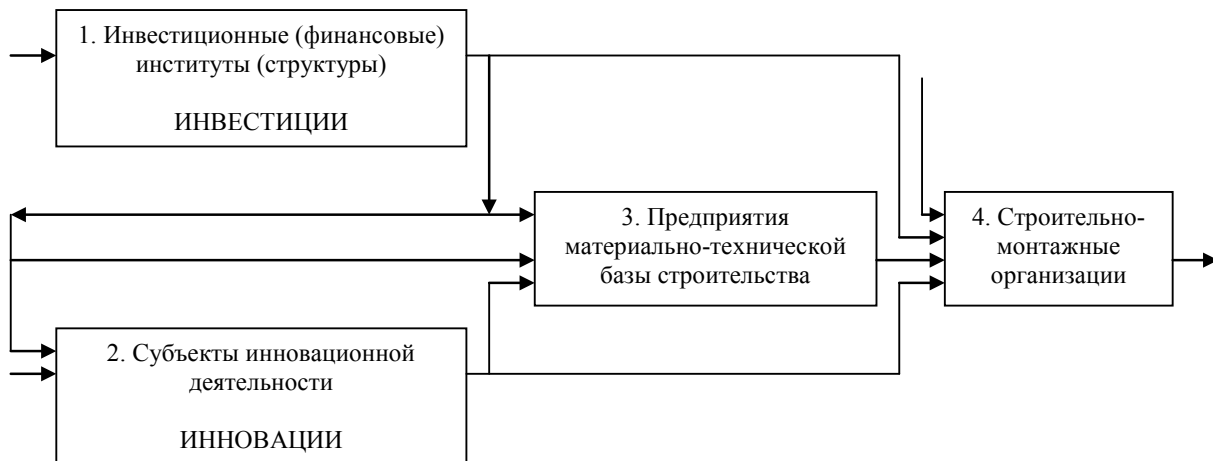 1. Инвестиционные (финансовые)
институты (структуры)
ИНВЕСТИЦИИ
3. Предприятия
материально-технической
базы строительства
4. Строительно-
монтажные
организации
2. Субъекты инновационной
деятельности
ИННОВАЦИИ